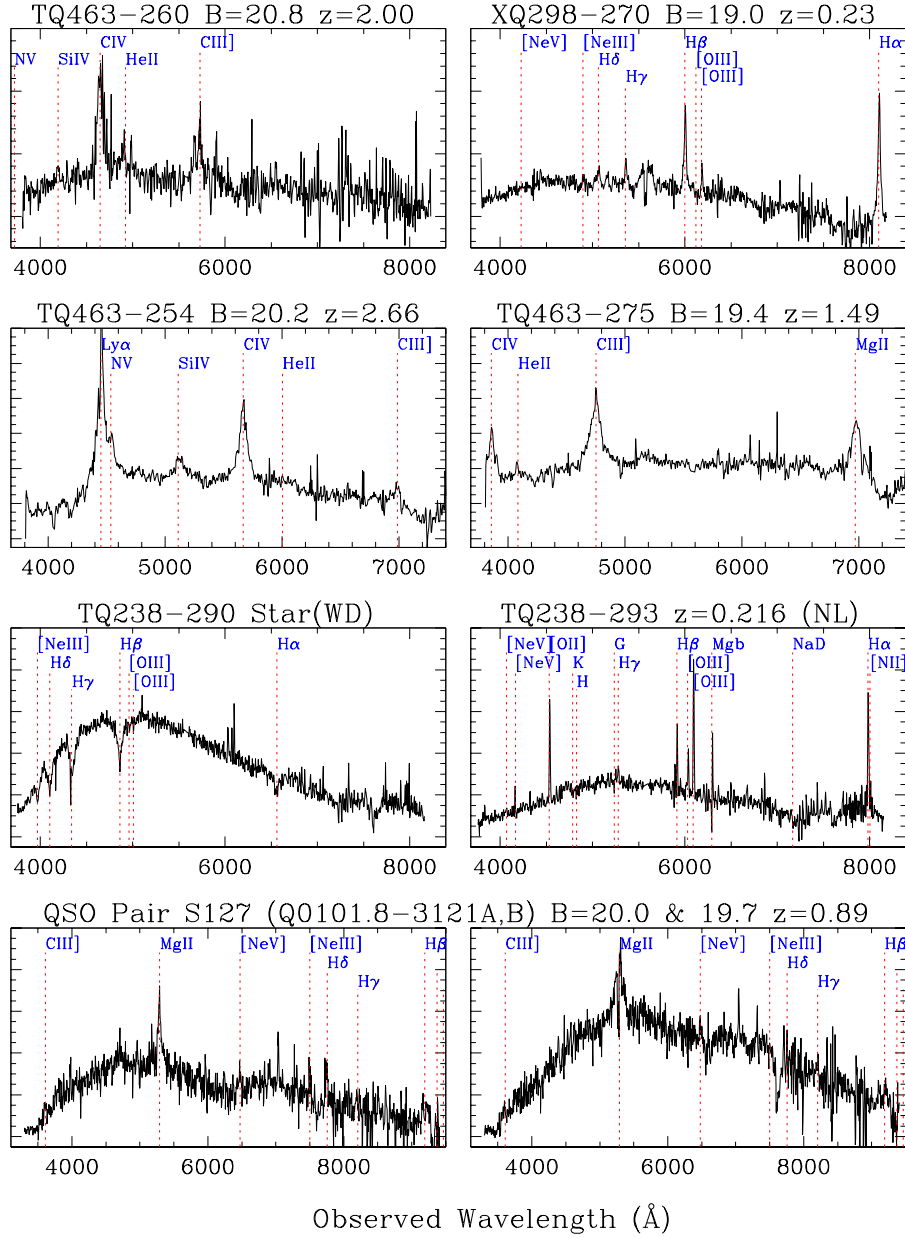 TQ463-260 B=20.8 z=2.00
NV SiIV CIV HeII CIII]
4000 6000 8000
XQ298-270 B=19.0 z=0.23
[NeV] [NeIII] Hδ Hγ Hβ [OIII] [OIII] Hα
4000 5000 6000 7000 8000
TQ463-254 B=20.2 z=2.66
Lyα NV SiIV CIV HeII CIII]
4000 5000 6000 7000
TQ463-275 B=19.4 z=1.49
CIV HeII CIII] MgII
4000 5000 6000 7000
TQ238-290 Star(WD)
[NeIII] Hδ Hγ Hβ [OIII] [OIII] Hα
4000 6000 8000
TQ238-293 z=0.216 (NL)
[NeV] [NeV] [OII] K H G Hγ Hβ [OIII] [OIII] Mgb NaD Hα [NII]
4000 5000 6000 7000 8000
QSO Pair S127 (Q0101.8-3121A,B) B=20.0 & 19.7 z=0.89
CIII] MgII [NeV] [NeIII] Hδ Hγ Hβ
4000 6000 8000
CIII] MgII [NeV] [NeIII] Hδ Hγ Hβ
4000 6000 8000
Observed Wavelength (Å)